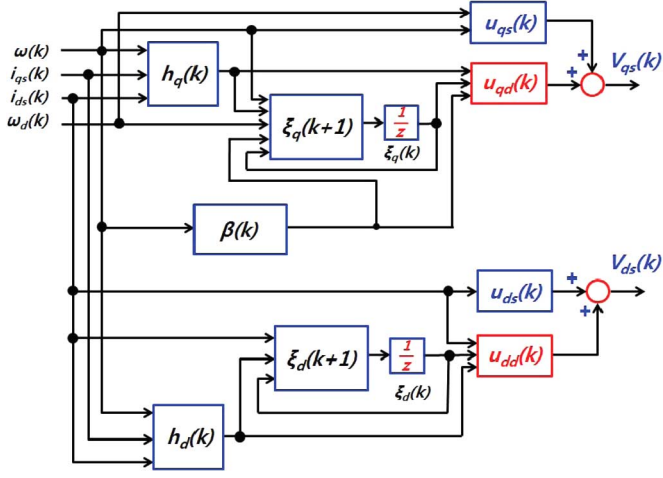 ω(k)
i_qs(k)
i_ds(k)
ω_d(k)
h_q(k)
ξ_q(k+1)
1/z
ξ_q(k)
β(k)
u_qs(k)
u_qd(k)
+
+
V_qs(k)
ξ_d(k+1)
1/z
ξ_d(k)
h_d(k)
u_ds(k)
u_dd(k)
+
+
V_ds(k)